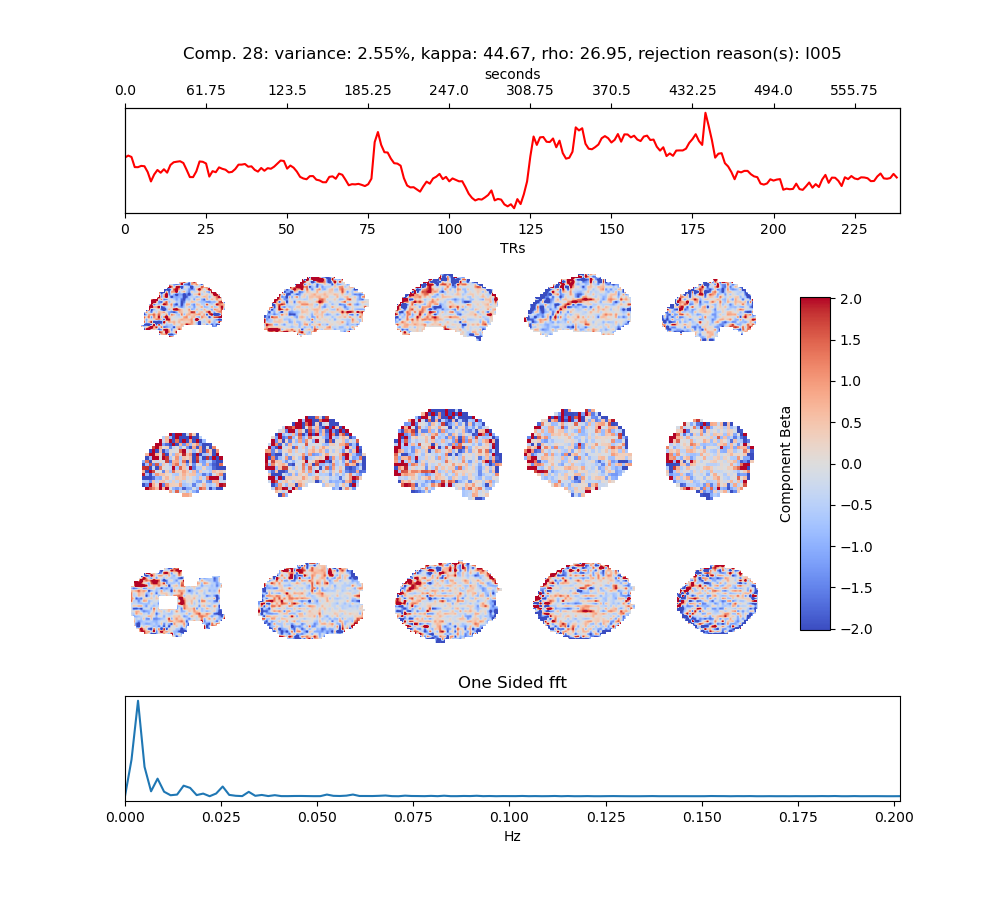 Comp. 28: variance: 2.55%, kappa: 44.67, rho: 26.95, rejection reason(s): I005
seconds
0.0 61.75 123.5 185.25 247.0 308.75 370.5 432.25 494.0 555.75
0 25 50 75 100 125 150 175 200 225
TRs
2.0
1.5
1.0
0.5
0.0
−0.5
−1.0
−1.5
−2.0
Component Beta
One Sided fft
0.000 0.025 0.050 0.075 0.100 0.125 0.150 0.175 0.200
Hz